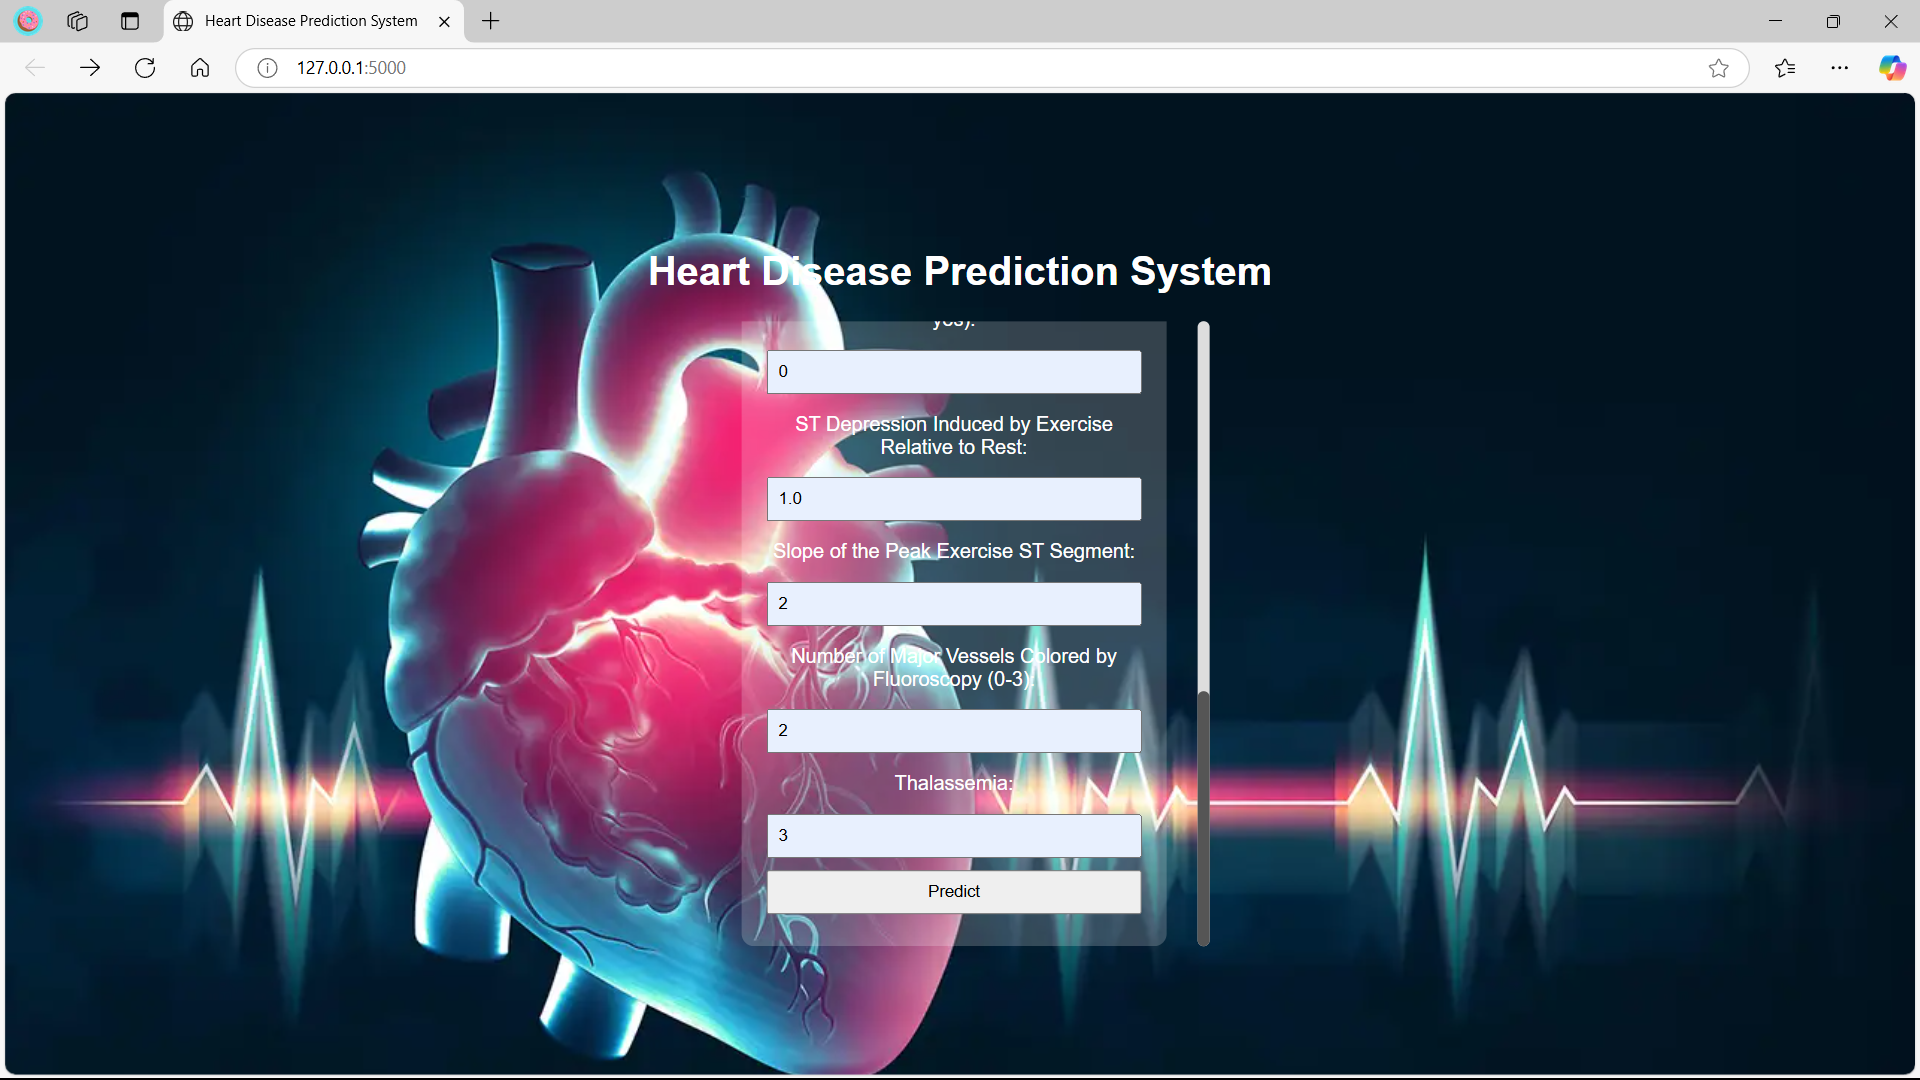 Heart Disease Prediction System
127.0.0.1:5000
Heart Disease Prediction System
yes):
0
ST Depression Induced by Exercise
Relative to Rest:
1.0
Slope of the Peak Exercise ST Segment:
2
Number of Major Vessels Colored by
Fluoroscopy (0-3):
2
Thalassemia:
3
Predict